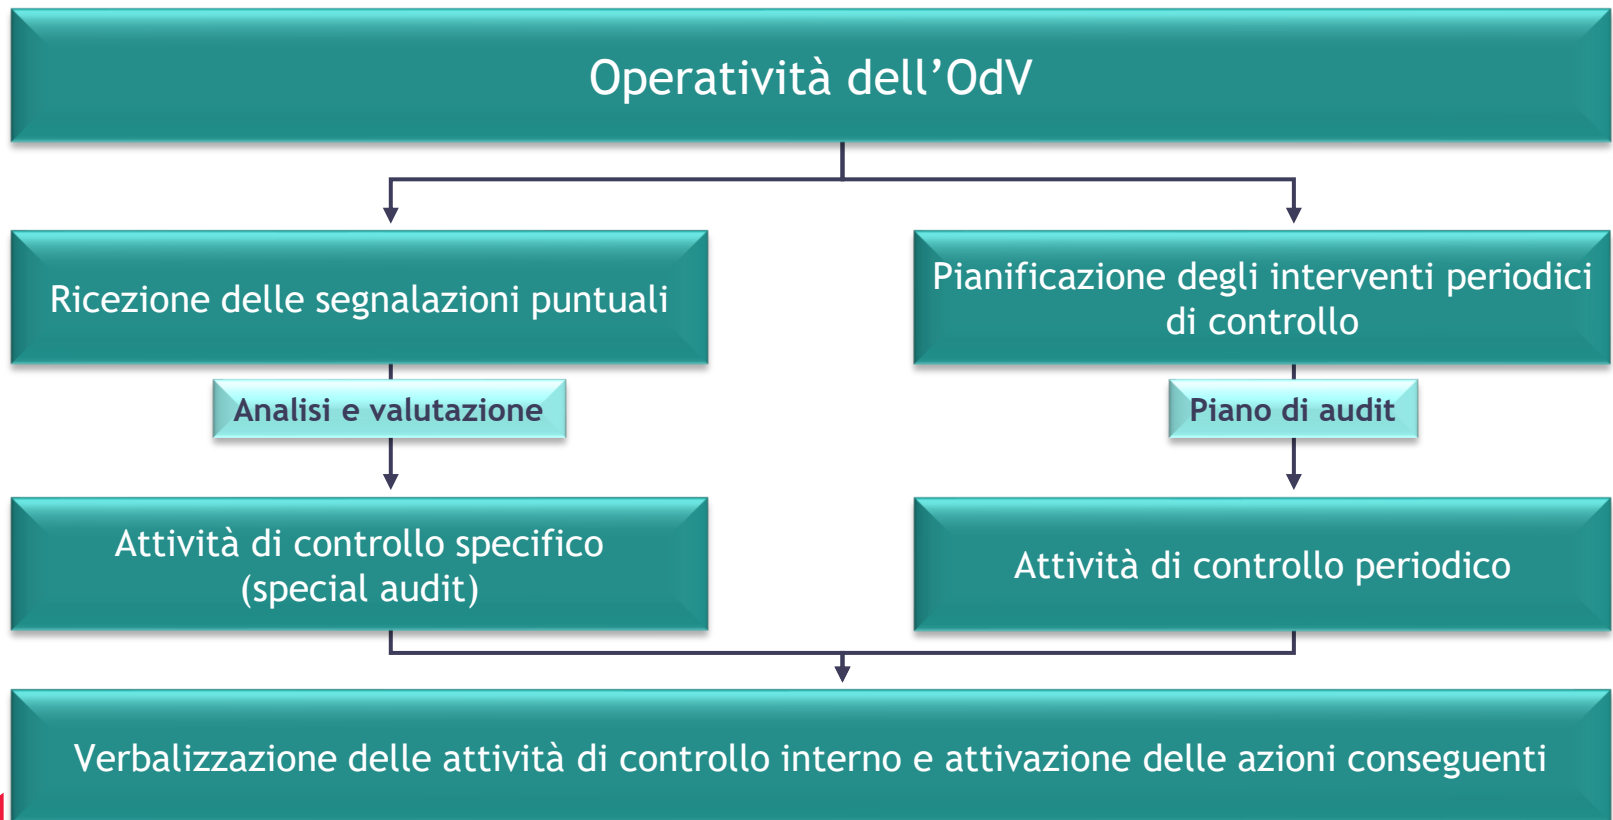 Operatività dell’OdV
Ricezione delle segnalazioni puntuali
Pianificazione degli interventi periodici
di controllo
Analisi e valutazione
Piano di audit
Attività di controllo specifico
(special audit)
Attività di controllo periodico
Verbalizzazione delle attività di controllo interno e attivazione delle azioni conseguenti